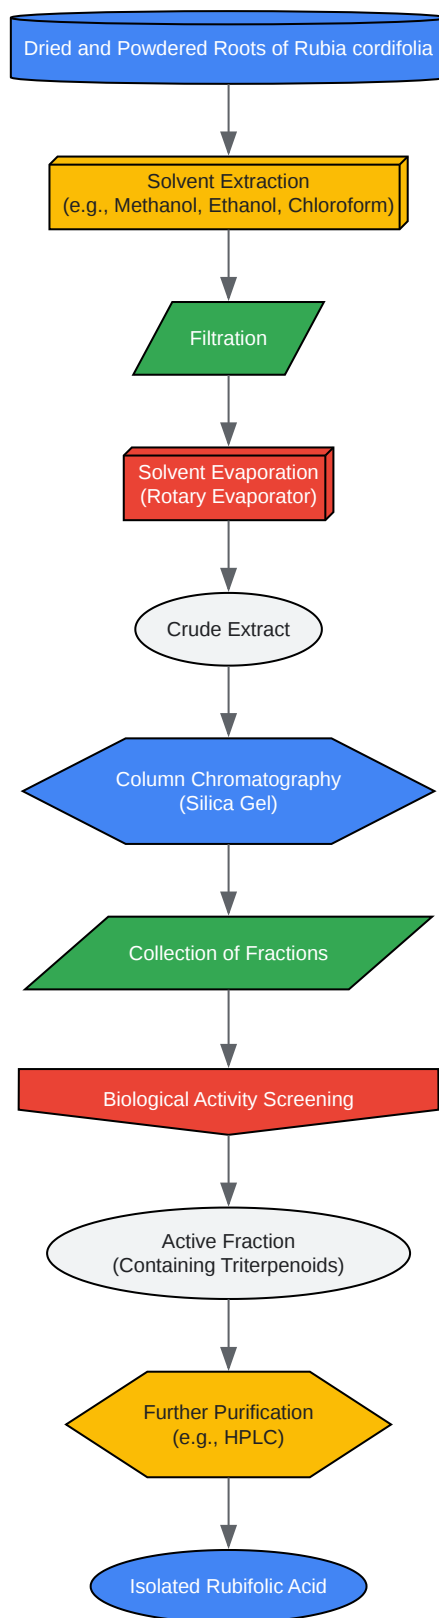 Dried and Powdered Roots of Rubia cordifolia
Solvent Extraction
(e.g., Methanol, Ethanol, Chloroform)
Filtration
Solvent Evaporation
(Rotary Evaporator)
Crude Extract
Column Chromatography
(Silica Gel)
Collection of Fractions
Biological Activity Screening
Active Fraction
(Containing Triterpenoids)
Further Purification
(e.g., HPLC)
Isolated Rubifolic Acid